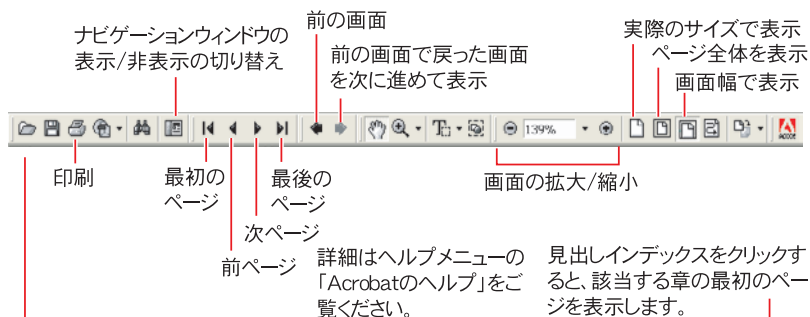 前の画面
実際のサイズで表示
ナビゲーションウィンドウの
表示/非表示の切り替え
前の画面で戻った画面
を次に進めて表示
ページ全体を表示
画面幅で表示
139%
印刷
最初の
ページ
最後の
ページ
画面の拡大/縮小
次ページ
前ページ
詳細はヘルプメニューの
「Acrobatのヘルプ」をご
覧ください。
見出しインデックスをクリックす
ると、該当する章の最初のペー
ジを表示します。